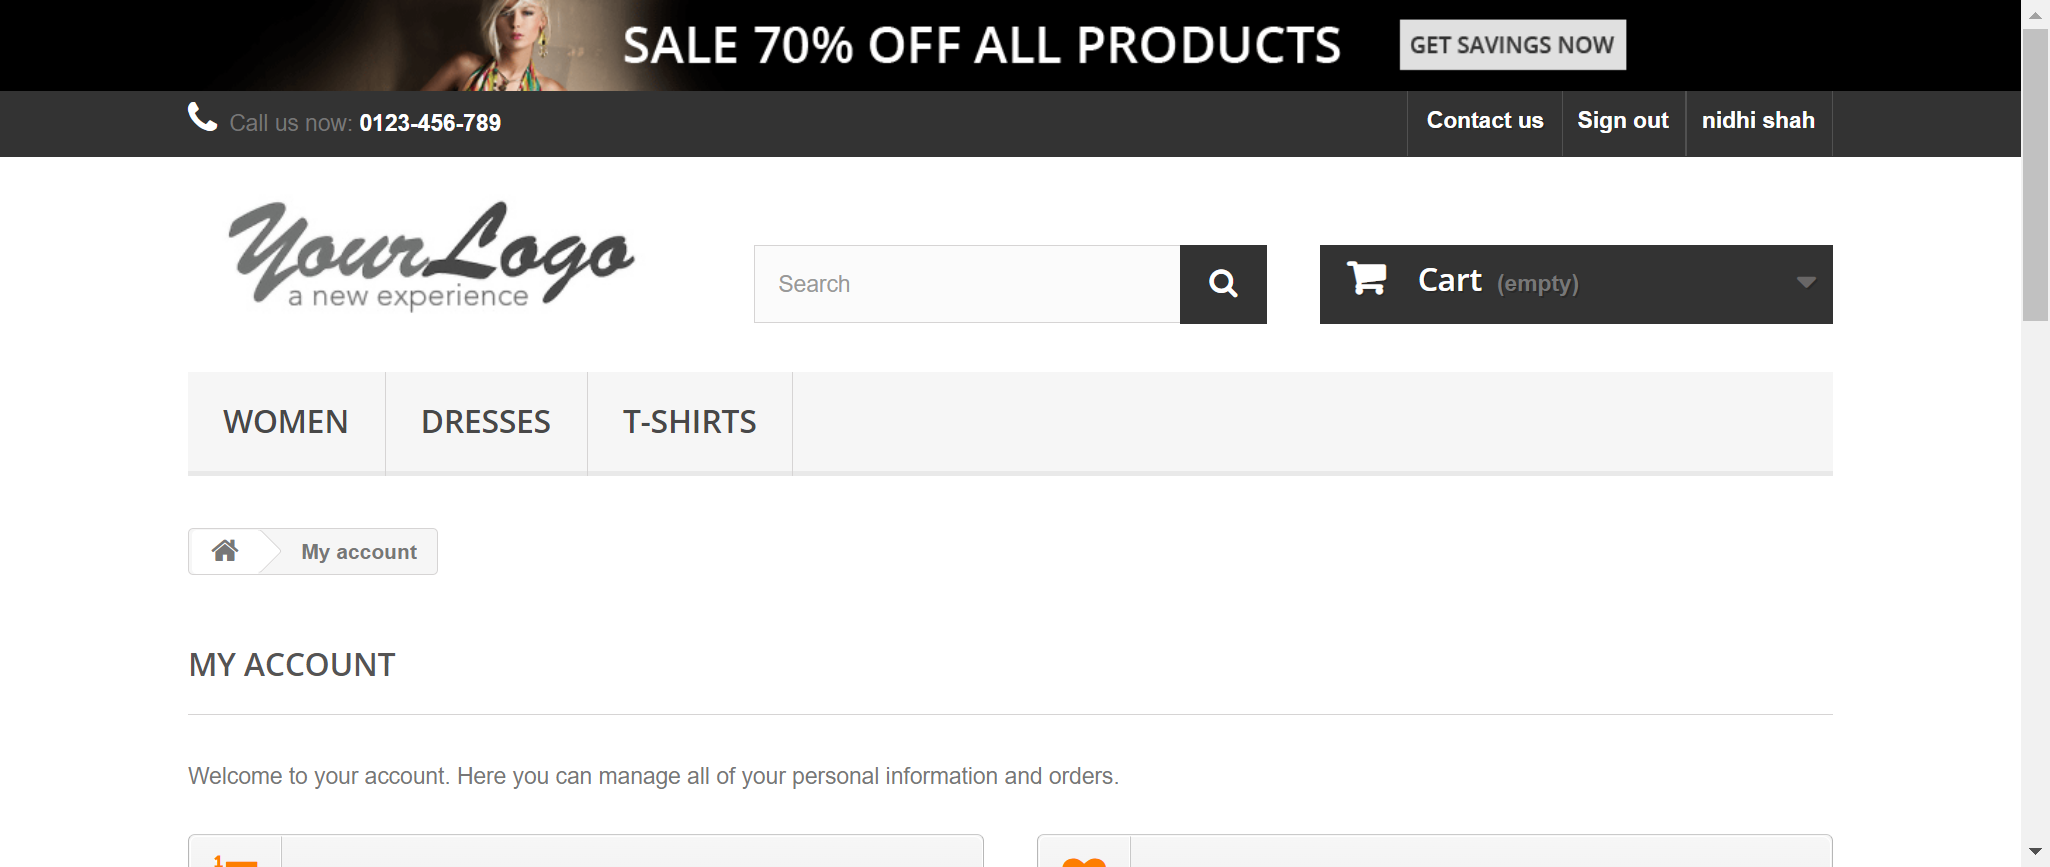 SALE 70% OFF ALL PRODUCTS GET SAVINGS NOW
Call us now: 0123-456-789 Contact us Sign out nidhi shah
YourLogo
a new experience
Search Cart (empty)
WOMEN DRESSES T-SHIRTS
My account
MY ACCOUNT
Welcome to your account. Here you can manage all of your personal information and orders.
1